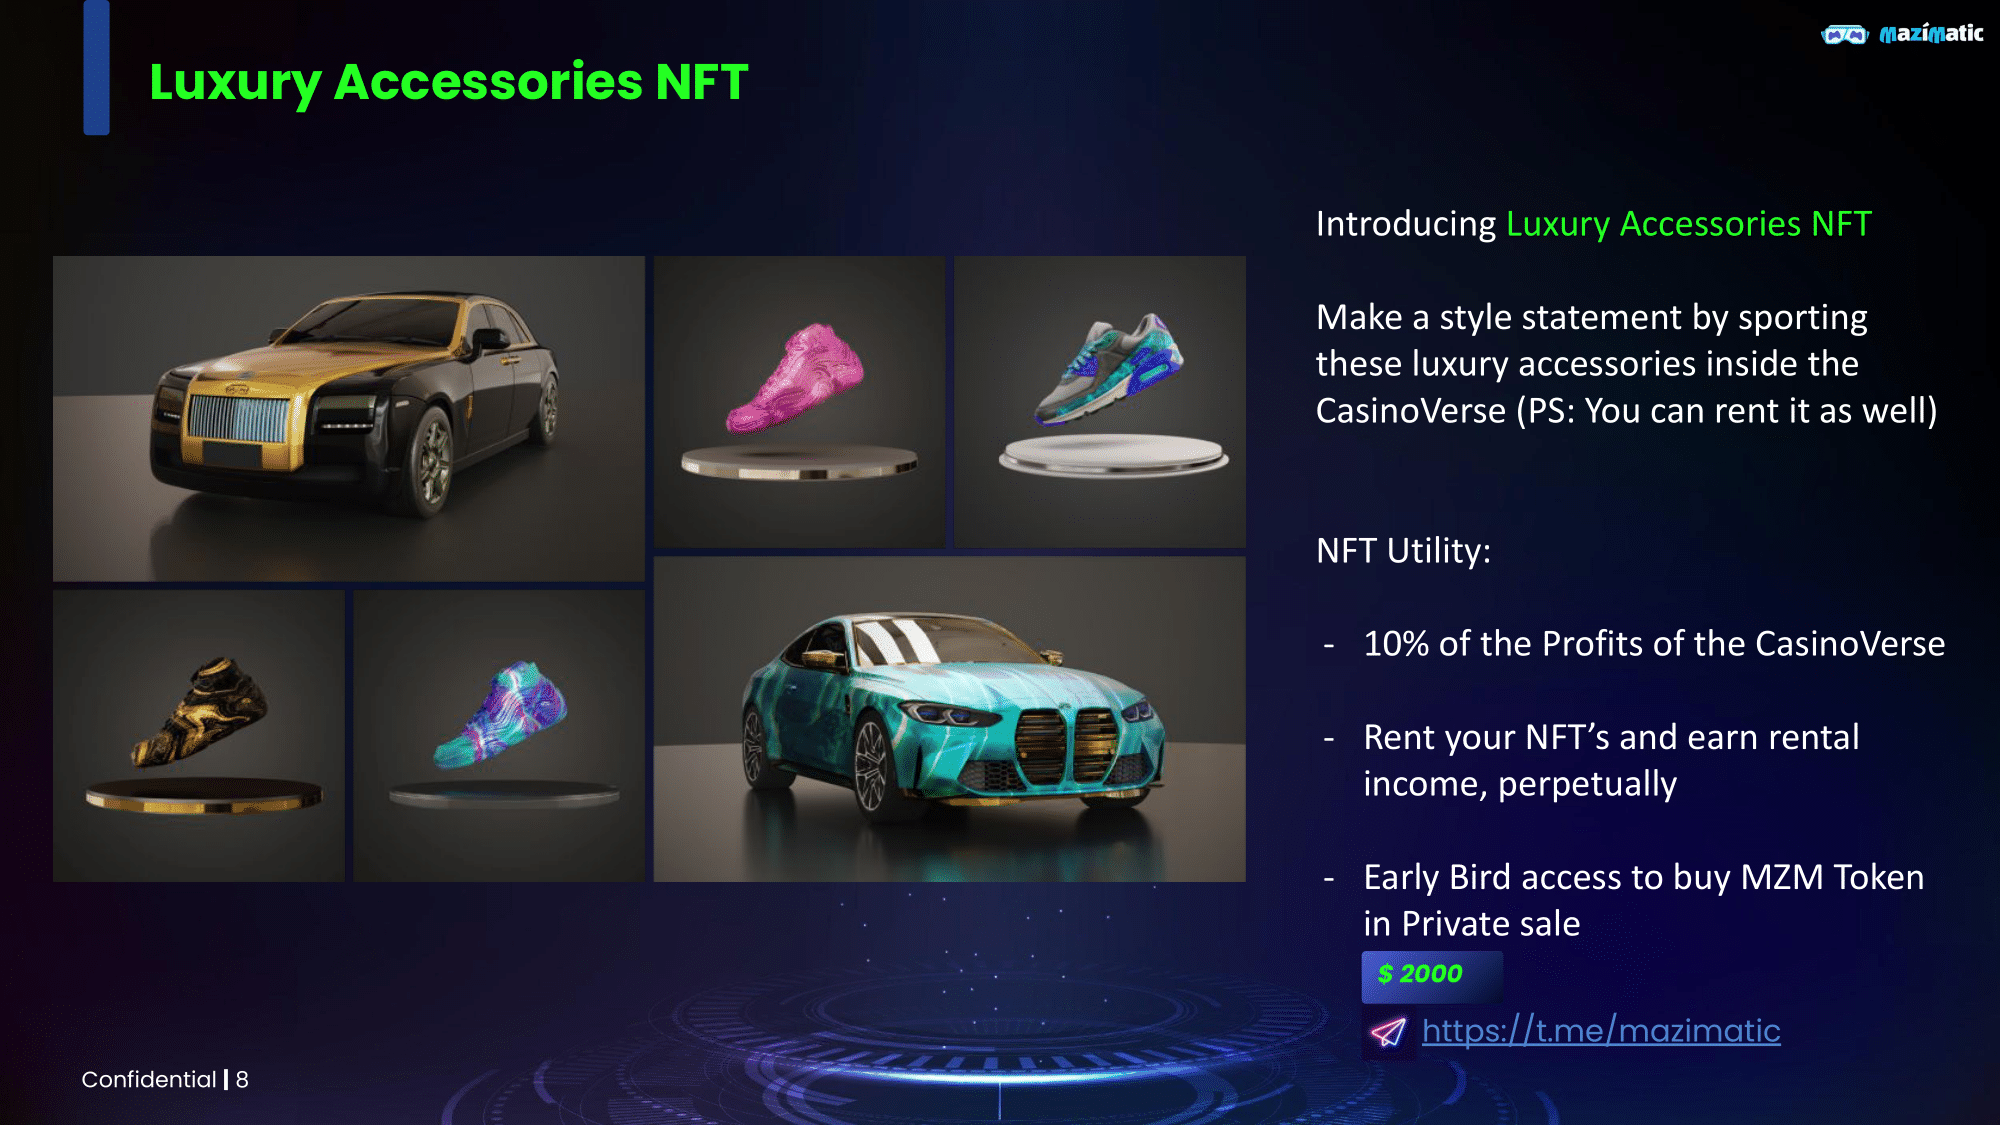 mazimatic
Luxury Accessories NFT
Introducing Luxury Accessories NFT
Make a style statement by sporting
these luxury accessories inside the
CasinoVerse (PS: You can rent it as well)
NFT Utility:
- 10% of the Profits of the CasinoVerse
- Rent your NFT’s and earn rental
income, perpetually
- Early Bird access to buy MZM Token
in Private sale
$ 2000
https://t.me/mazimatic
Confidential | 8